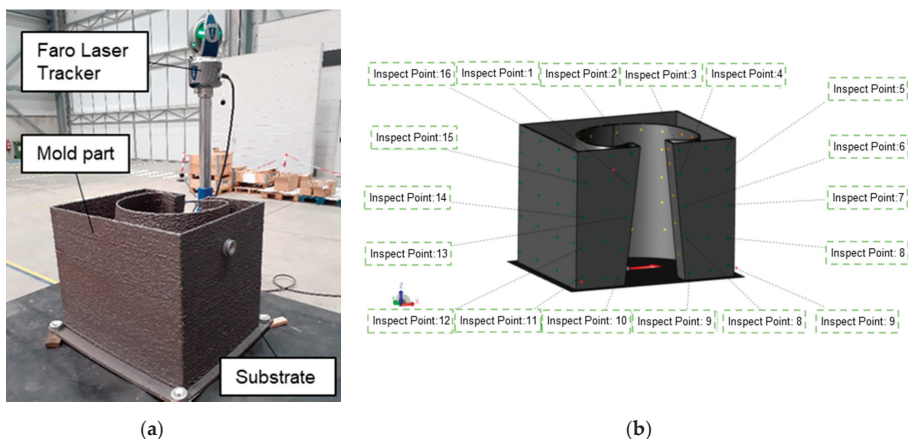 Faro Laser
Tracker
Mold part
Substrate
(a)
Inspect Point:16
Inspect Point:1
Inspect Point:2
Inspect Point:3
Inspect Point:4
Inspect Point:5
Inspect Point:15
Inspect Point:6
Inspect Point:14
Inspect Point:7
Inspect Point:13
Inspect Point: 8
Inspect Point:12
Inspect Point:11
Inspect Point: 10
Inspect Point: 9
Inspect Point: 8
Inspect Point: 9
(b)